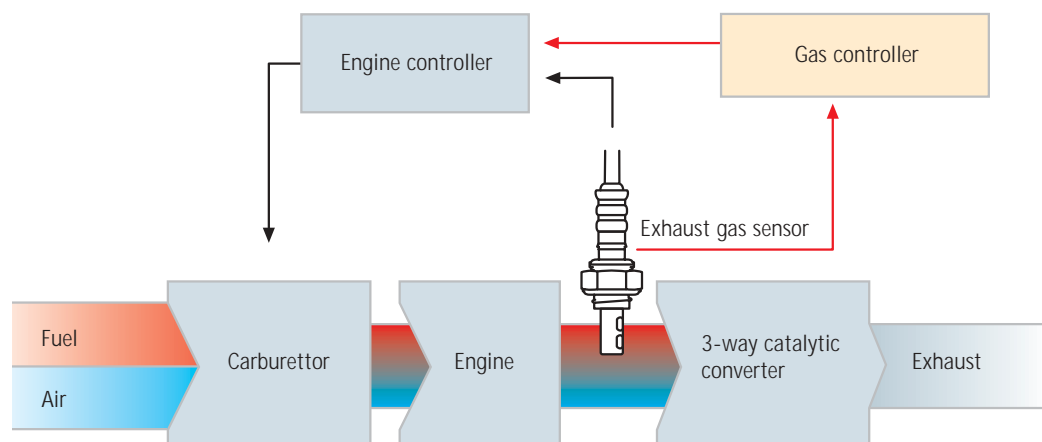 Engine controller
Gas controller
Exhaust gas sensor
Fuel
Air
Carburettor
Engine
3-way catalytic
converter
Exhaust